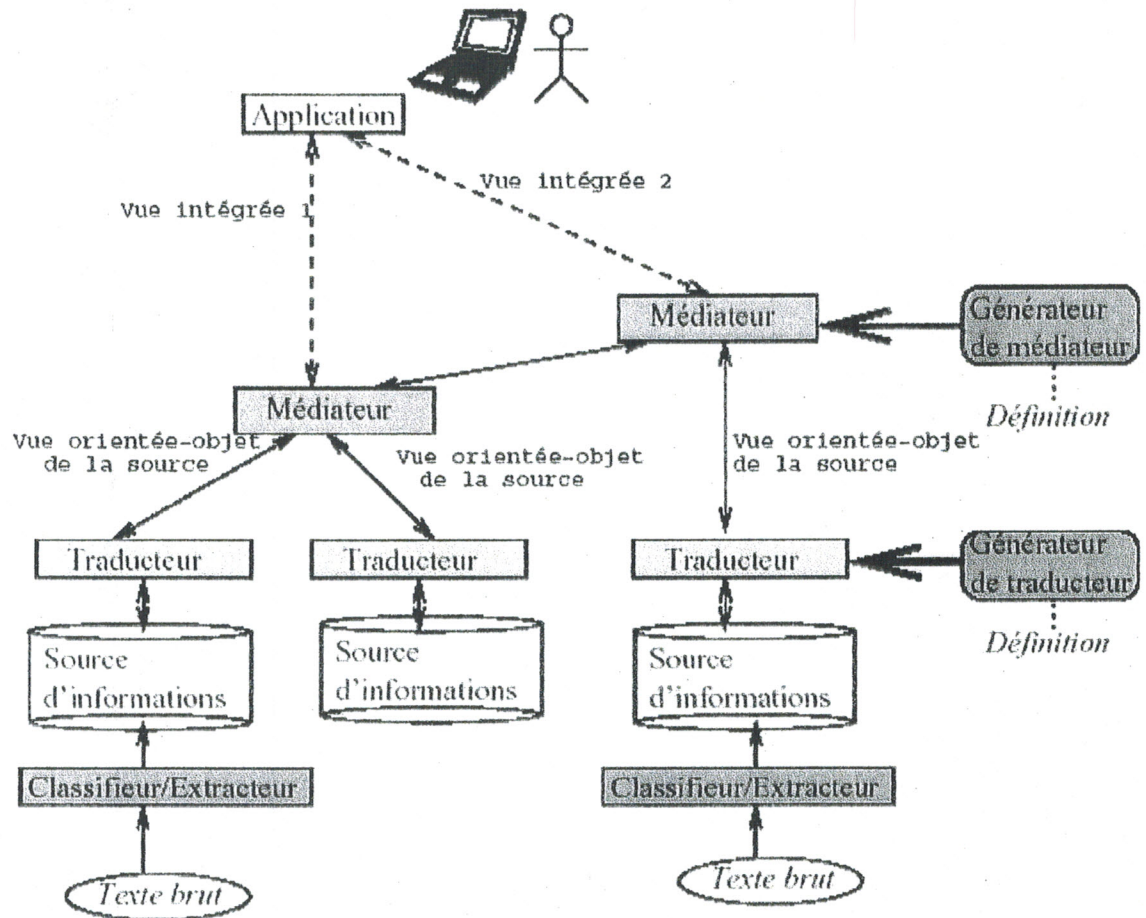 Application
Vue intégrée 2
Vue intégrée 1
Médiateur
Générateur
de médiateur
Définition
Médiateur
Vue orientée-objet
de la source
Vue orientée-objet
de la source
Vue orientée-objet
de la source
Traducteur
Traducteur
Traducteur
Générateur
de traducteur
Définition
Source
d'informations
Source
d'informations
Source
d'informations
Classifieur/Extracteur
Classifieur/Extracteur
Texte brut
Texte brut